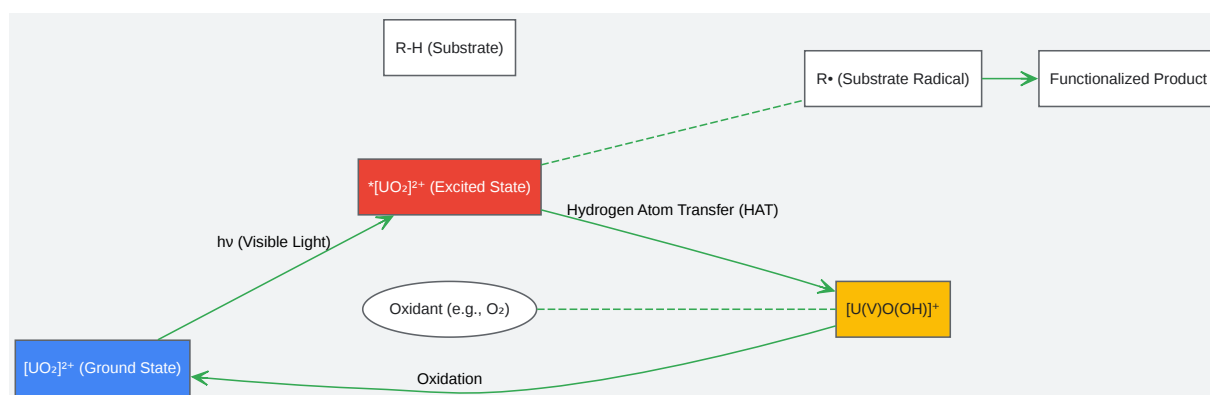 R-H (Substrate)
R• (Substrate Radical)
Functionalized Product
*[UO₂]²⁺ (Excited State)
Hydrogen Atom Transfer (HAT)
hν (Visible Light)
Oxidant (e.g., O₂)
[U(V)O(OH)]⁺
[UO₂]²⁺ (Ground State)
Oxidation